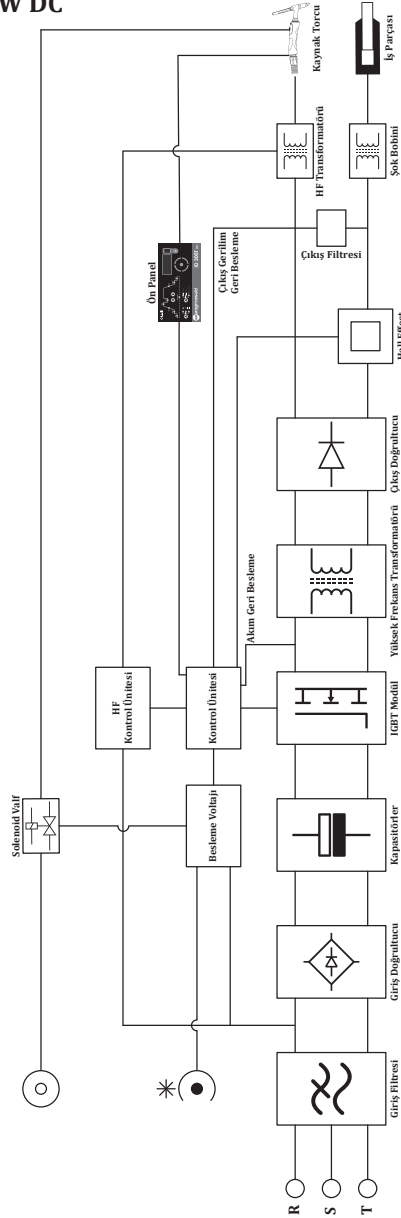 W DC
Kaynak Torcu
İş Parçası
HF Transformatörü
Şok Bobini
Ön Panel
Çıkış Gerilim
Geri Besleme
Çıkış Filtresi
Hall Effect
Çıkış Doğrultucu
Akım Geri Besleme
Yüksek Frekans Transformatörü
HF
Kontrol Ünitesi
Kontrol Ünitesi
IGBT Modül
Solenoid Valf
Besleme Voltajı
Kapasitörler
Giriş Doğrultucu
Giriş Filtresi
R
S
T